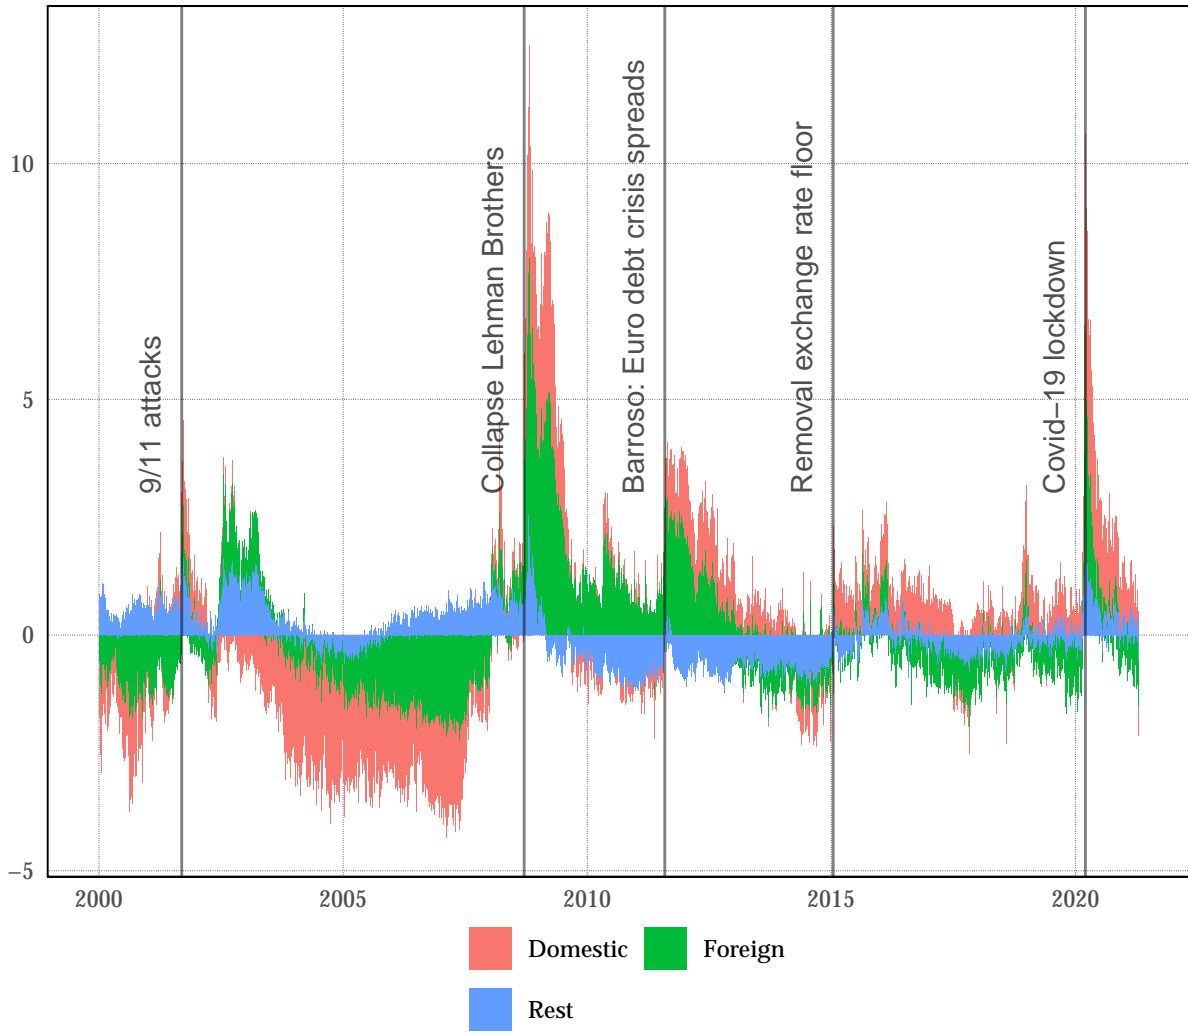 10
5
0
−5
9/11 attacks
Collapse Lehman Brothers
Barroso: Euro debt crisis spreads
Removal exchange rate floor
Covid−19 lockdown
2000 2005 2010 2015 2020
Domestic Foreign
Rest